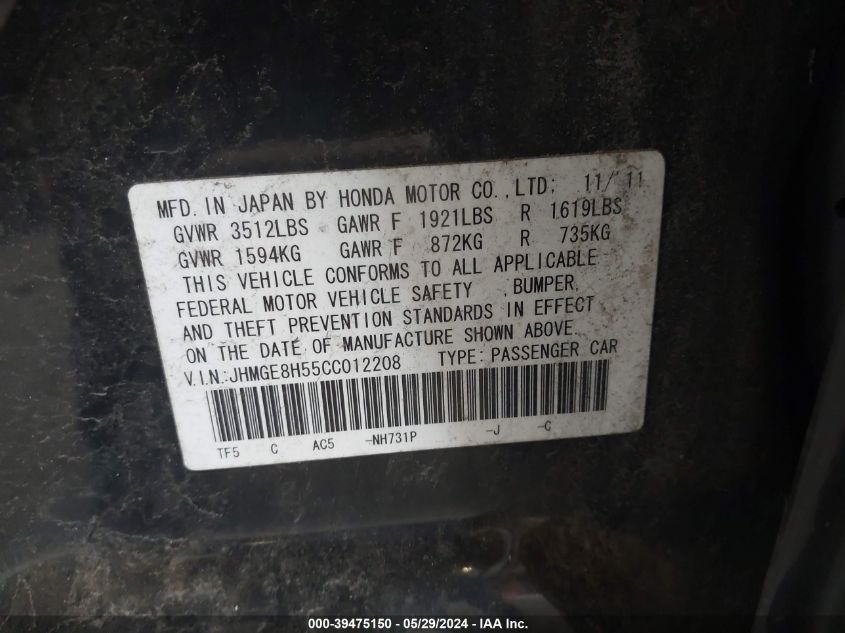 MFD. IN JAPAN BY HONDA MOTOR CO.,LTD; 11/11
GVWR 3512LBS GAWR F 1921LBS R 1619LBS
GVWR 1594KG GAWR F 872KG R 735KG
THIS VEHICLE CONFORMS TO ALL APPLICABLE
FEDERAL MOTOR VEHICLE SAFETY ,BUMPER,
AND THEFT PREVENTION STANDARDS IN EFFECT
ON THE DATE OF MANUFACTURE SHOWN ABOVE
V.I.N:JHMGE8H55CC012208 TYPE: PASSENGER CAR
TF5 C AC5 -NH731P -J -C
000-39475150 - 05/29/2024 - IAA Inc.